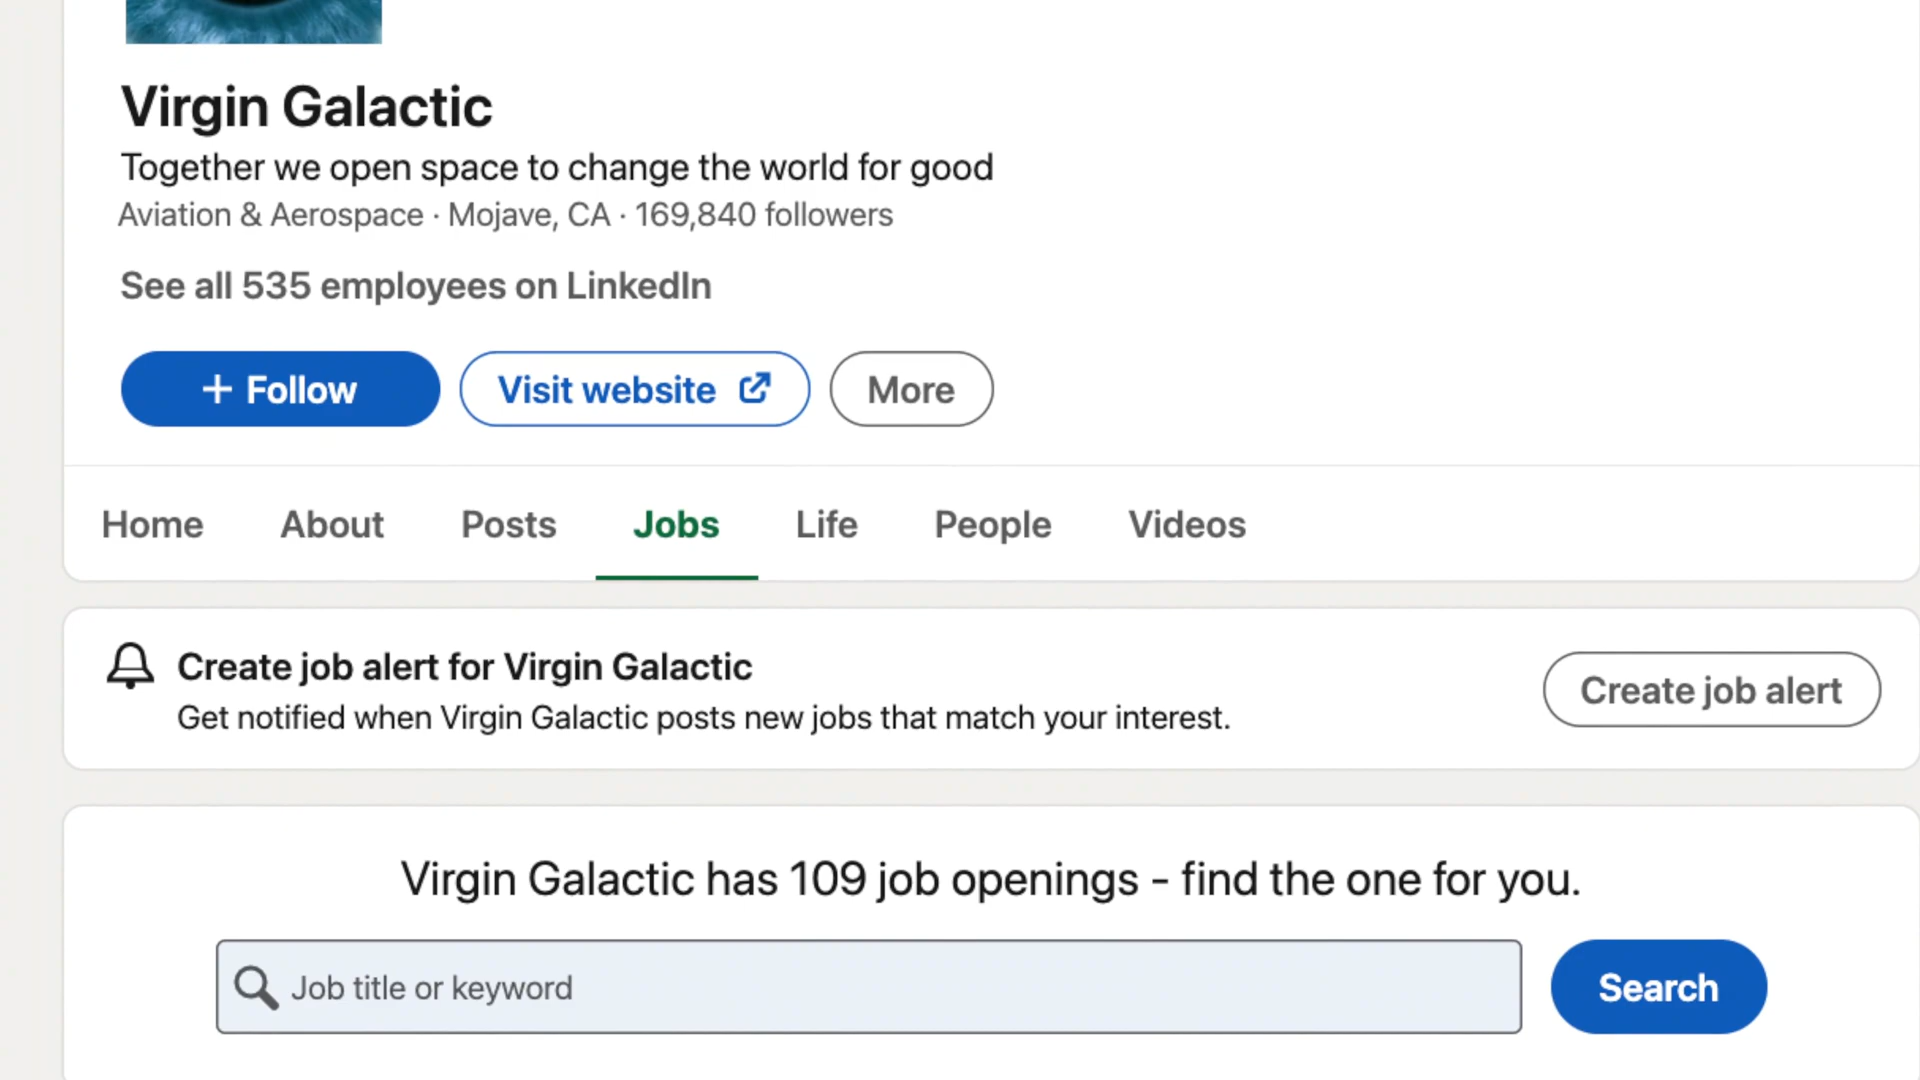 Virgin Galactic
Together we open space to change the world for good
Aviation & Aerospace · Mojave, CA · 169,840 followers
See all 535 employees on LinkedIn
+ Follow Visit website More
Home About Posts Jobs Life People Videos
Create job alert for Virgin Galactic
Get notified when Virgin Galactic posts new jobs that match your interest.
Create job alert
Virgin Galactic has 109 job openings - find the one for you.
Job title or keyword Search